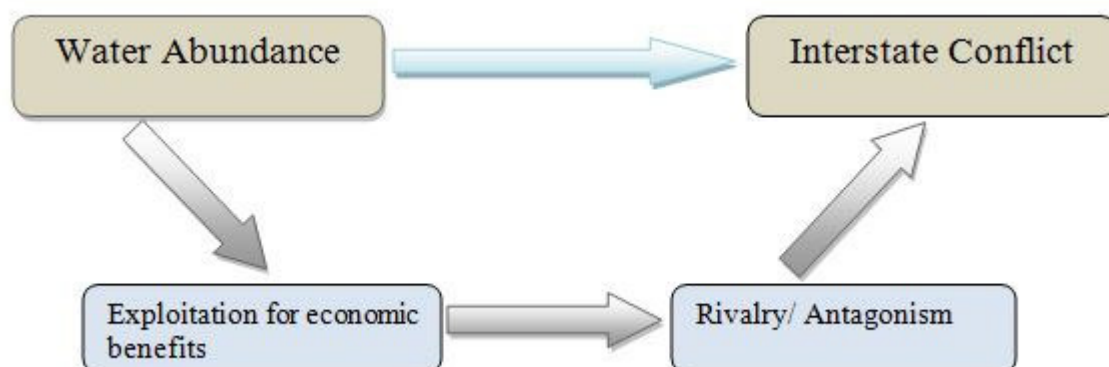 Water Abundance
Interstate Conflict
Exploitation for economic
benefits
Rivalry/ Antagonism